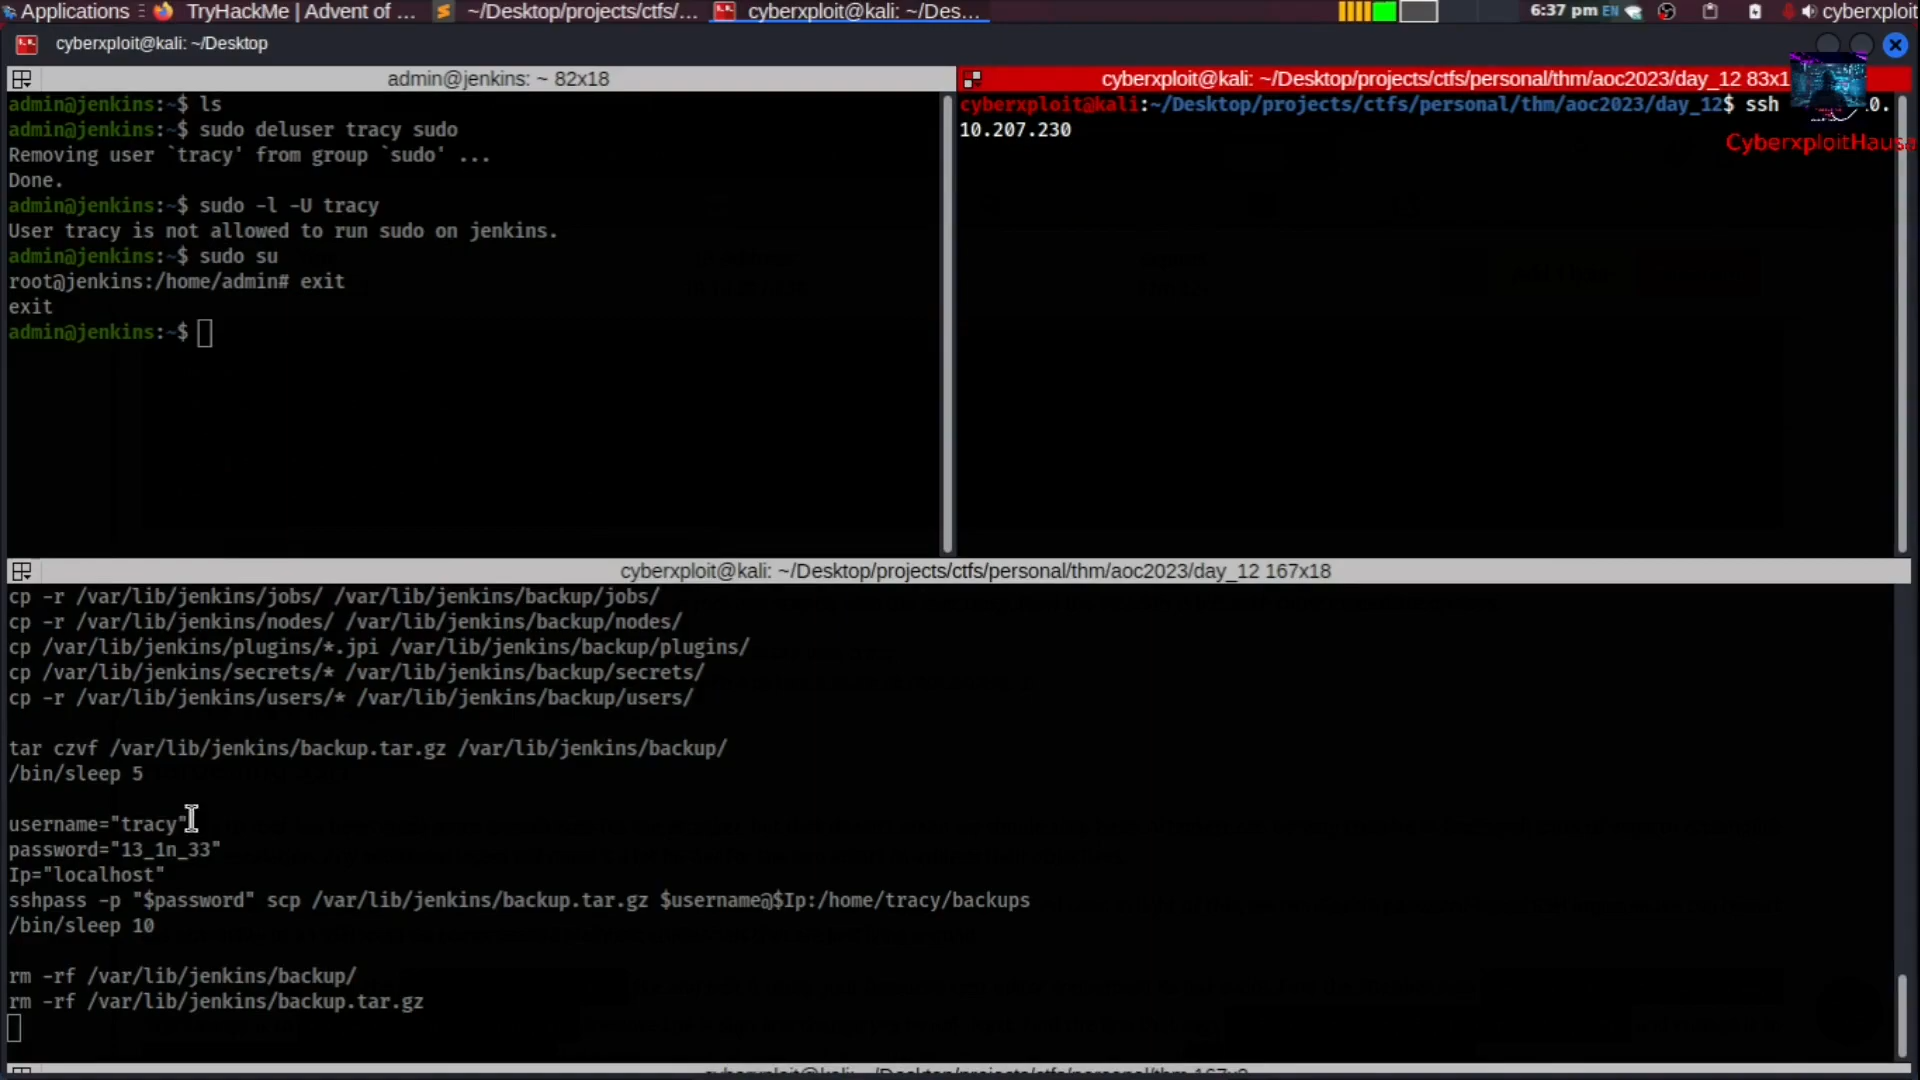 Applications
TryHackMe | Advent of ...
~/Desktop/projects/ctfs/...
cyberxploit@kali: ~/Des...
6:37 pm EN
cyberxploit
cyberxploit@kali: ~/Desktop
admin@jenkins: ~ 82x18
admin@jenkins:~$ ls
admin@jenkins:~$ sudo deluser tracy sudo
Removing user `tracy' from group `sudo' ...
Done.
admin@jenkins:~$ sudo -l -U tracy
User tracy is not allowed to run sudo on jenkins.
admin@jenkins:~$ sudo su
root@jenkins:/home/admin# exit
exit
admin@jenkins:~$
cyberxploit@kali: ~/Desktop/projects/ctfs/personal/thm/aoc2023/day_12 83x1
cyberxploit@kali:~/Desktop/projects/ctfs/personal/thm/aoc2023/day_12$ ssh 0.
10.207.230
CyberxploitHausa
cyberxploit@kali: ~/Desktop/projects/ctfs/personal/thm/aoc2023/day_12 167x18
cp -r /var/lib/jenkins/jobs/ /var/lib/jenkins/backup/jobs/
cp -r /var/lib/jenkins/nodes/ /var/lib/jenkins/backup/nodes/
cp /var/lib/jenkins/plugins/*.jpi /var/lib/jenkins/backup/plugins/
cp /var/lib/jenkins/secrets/* /var/lib/jenkins/backup/secrets/
cp -r /var/lib/jenkins/users/* /var/lib/jenkins/backup/users/
tar czvf /var/lib/jenkins/backup.tar.gz /var/lib/jenkins/backup/
/bin/sleep 5
username="tracy"
password="13_1n_33"
Ip="localhost"
sshpass -p "$password" scp /var/lib/jenkins/backup.tar.gz $username@$Ip:/home/tracy/backups
/bin/sleep 10
rm -rf /var/lib/jenkins/backup/
rm -rf /var/lib/jenkins/backup.tar.gz